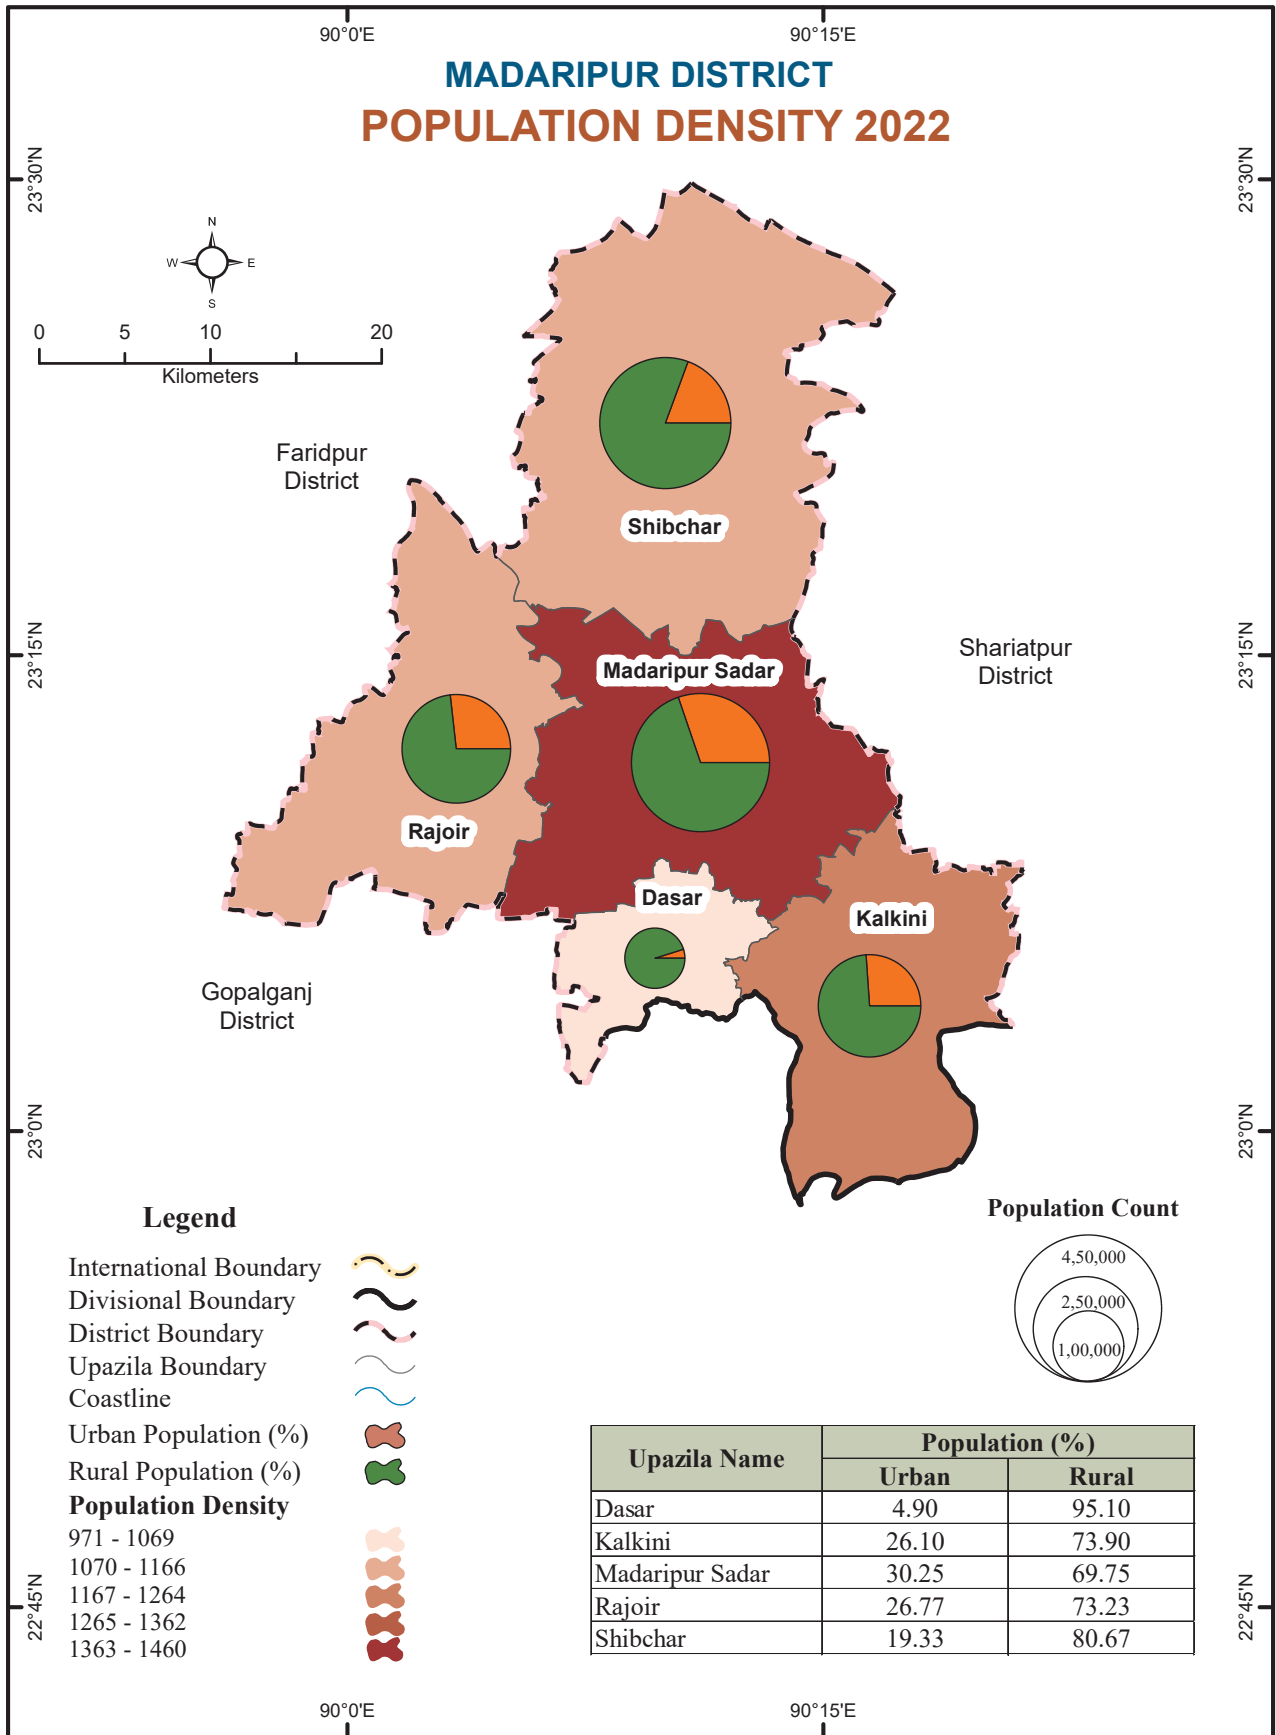 90°0'E 90°15'E
MADARIPUR DISTRICT
POPULATION DENSITY 2022
23°30'N 23°30'N
N
W E
S
0 5 10 20
Kilometers
Faridpur
District
Shibchar
23°15'N 23°15'N
Shariatpur
District
Madaripur Sadar
Rajoir
Dasar
Kalkini
Gopalganj
District
23°0'N 23°0'N
Population Count
4,50,000
2,50,000
1,00,000
Legend
International Boundary
Divisional Boundary
District Boundary
Upazila Boundary
Coastline
Urban Population (%)
Rural Population (%)
Population Density
971 - 1069
1070 - 1166
1167 - 1264
1265 - 1362
1363 - 1460
Upazila Name Population (%)
Urban Rural
Dasar 4.90 95.10
Kalkini 26.10 73.90
Madaripur Sadar 30.25 69.75
Rajoir 26.77 73.23
Shibchar 19.33 80.67
22°45'N 22°45'N
90°0'E 90°15'E